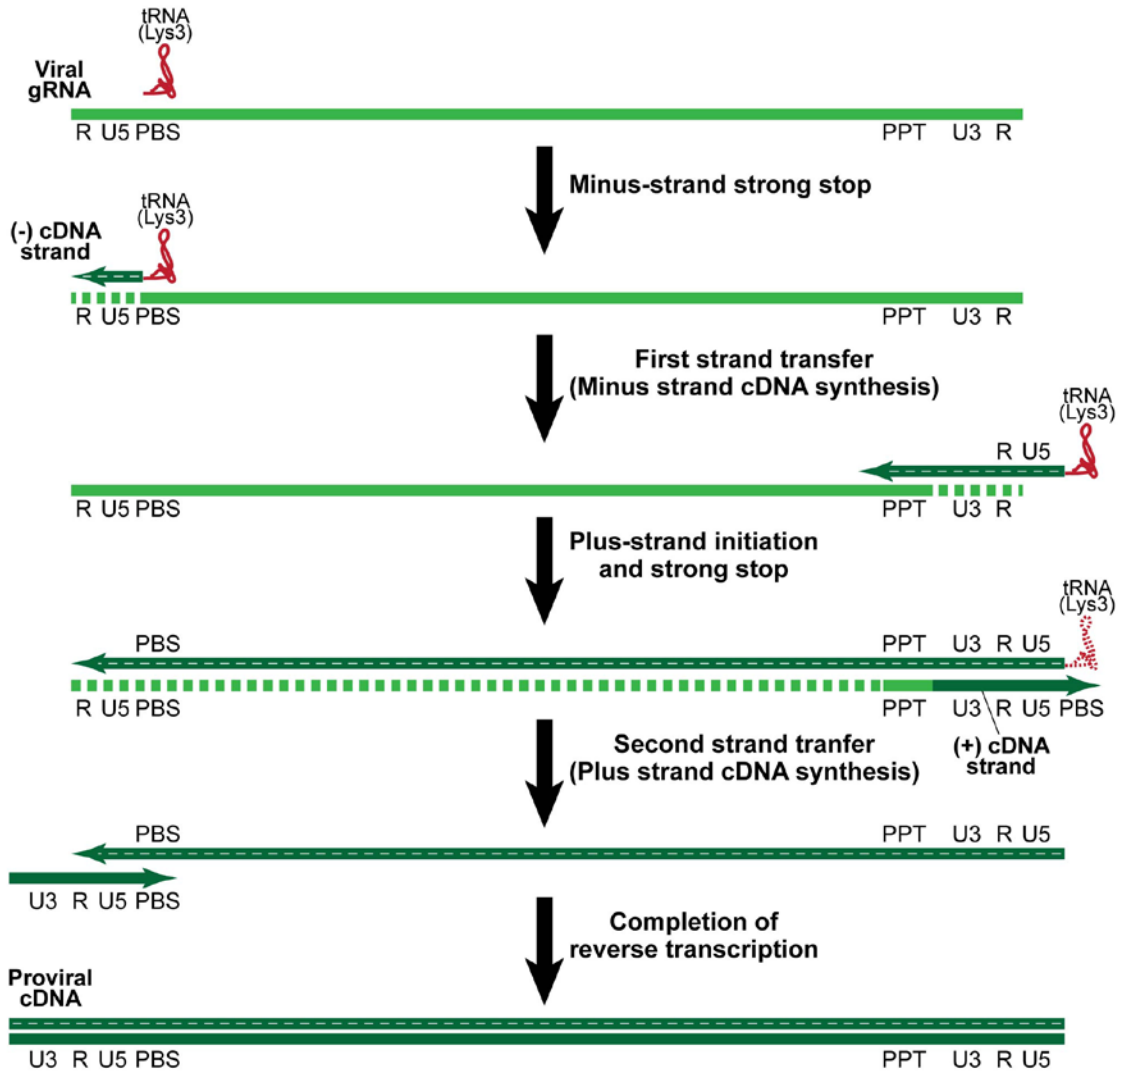 tRNA
(Lys3)
Viral
gRNA
R U5 PBS PPT U3 R
Minus-strand strong stop
tRNA
(Lys3)
(-) cDNA
strand
R U5 PBS PPT U3 R
First strand transfer
(Minus strand cDNA synthesis)
tRNA
(Lys3)
R U5
R U5 PBS PPT U3 R
Plus-strand initiation
and strong stop
tRNA
(Lys3)
PBS PPT U3 R U5
R U5 PBS PPT U3 R U5 PBS
Second strand tranfer
(Plus strand cDNA synthesis)
(+) cDNA
strand
PBS PPT U3 R U5
U3 R U5 PBS
Completion of
reverse transcription
Proviral
cDNA
U3 R U5 PBS PPT U3 R U5